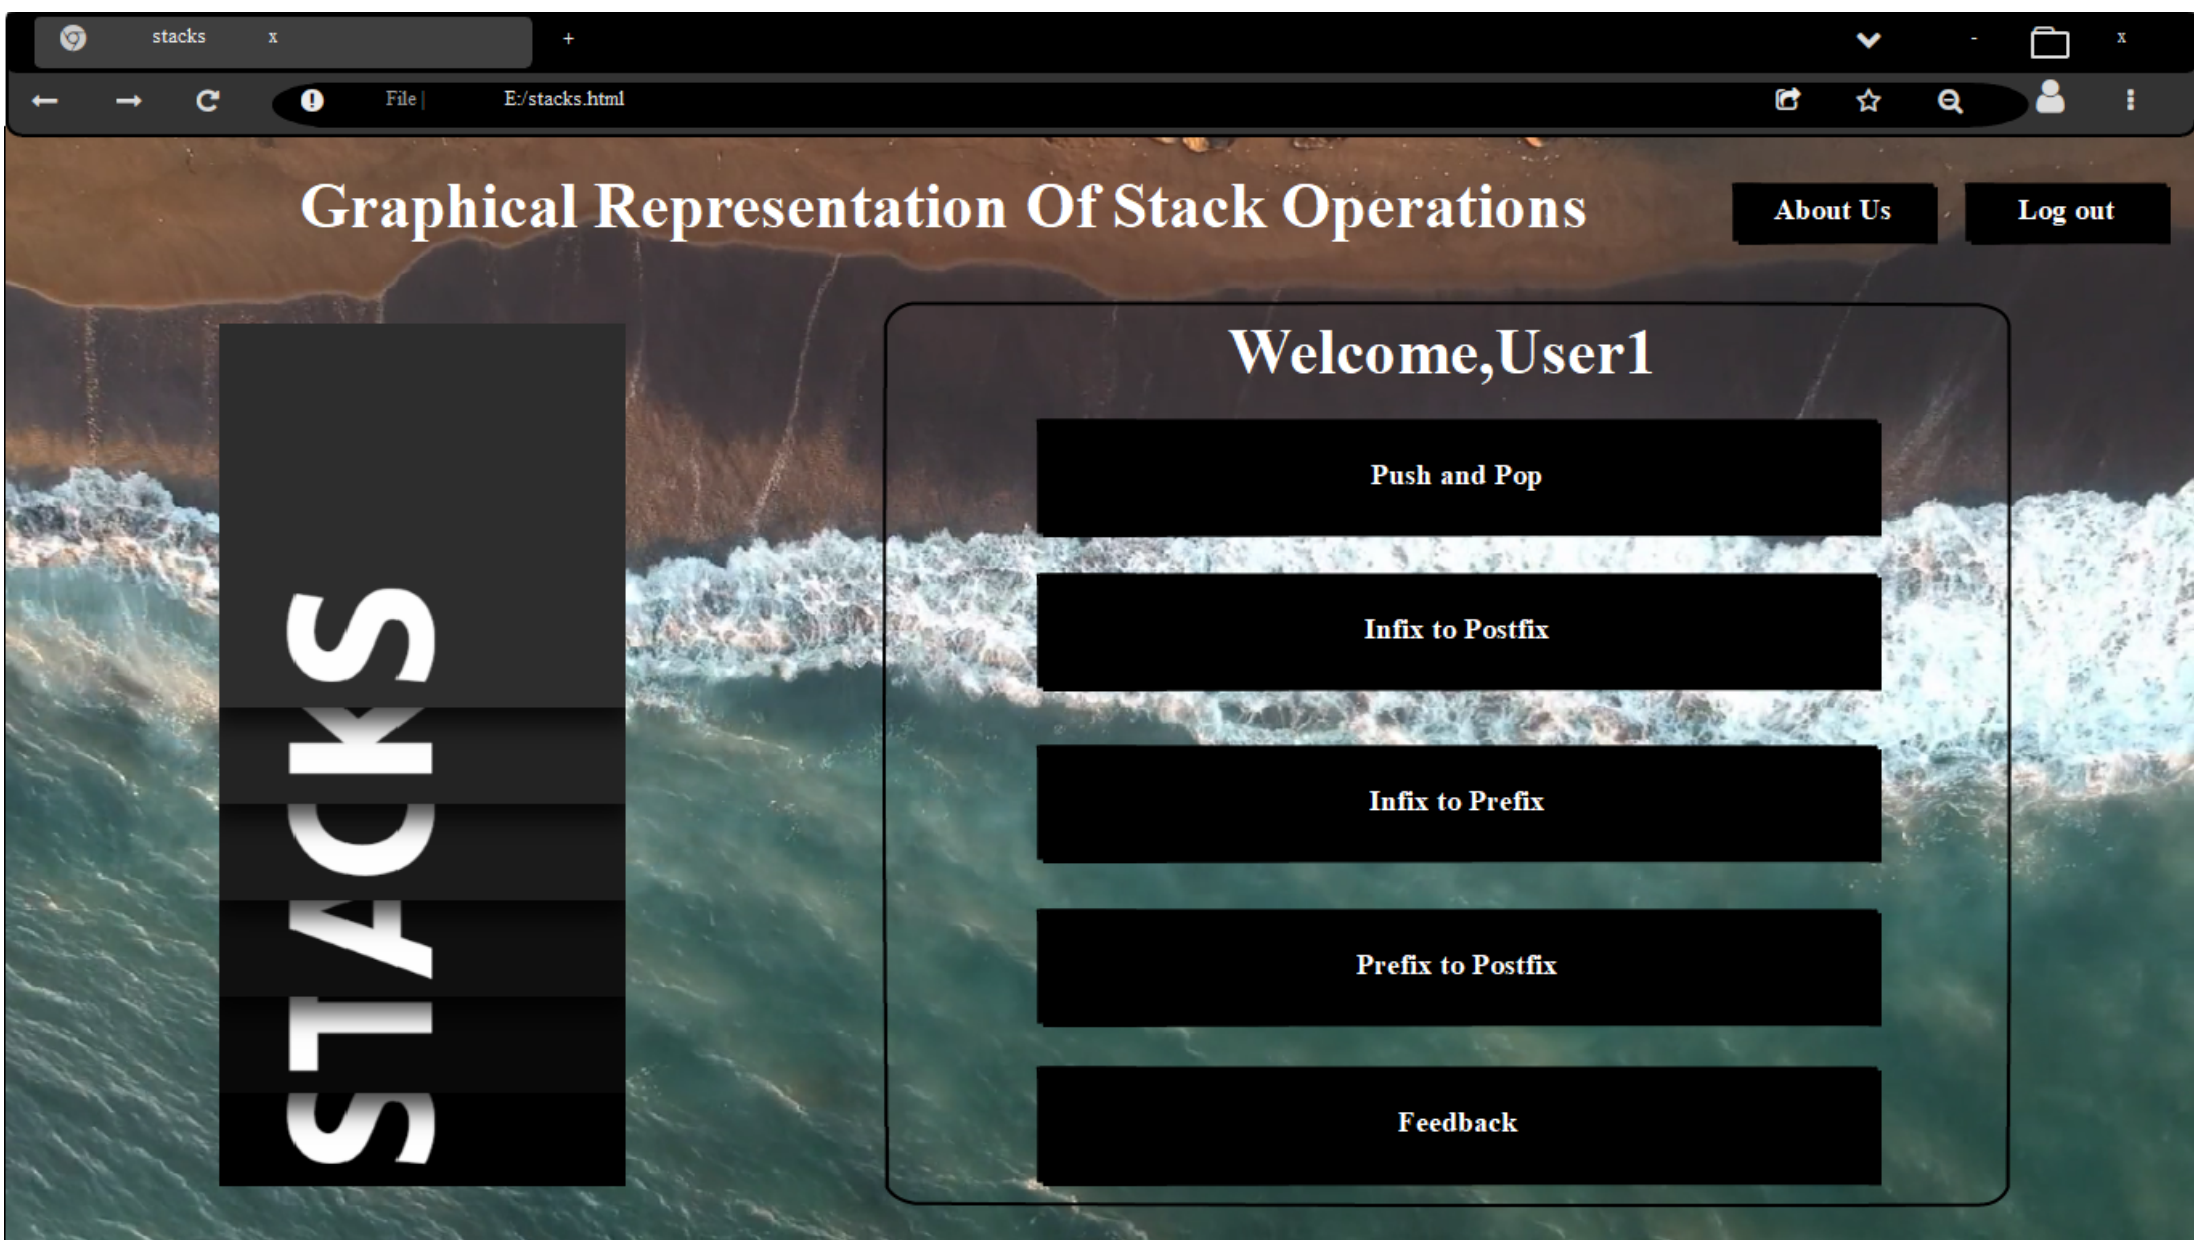 stacks x +
- x
File | E:/stacks.html
Graphical Representation Of Stack Operations
About Us
Log out
STACKS
Welcome,User1
Push and Pop
Infix to Postfix
Infix to Prefix
Prefix to Postfix
Feedback